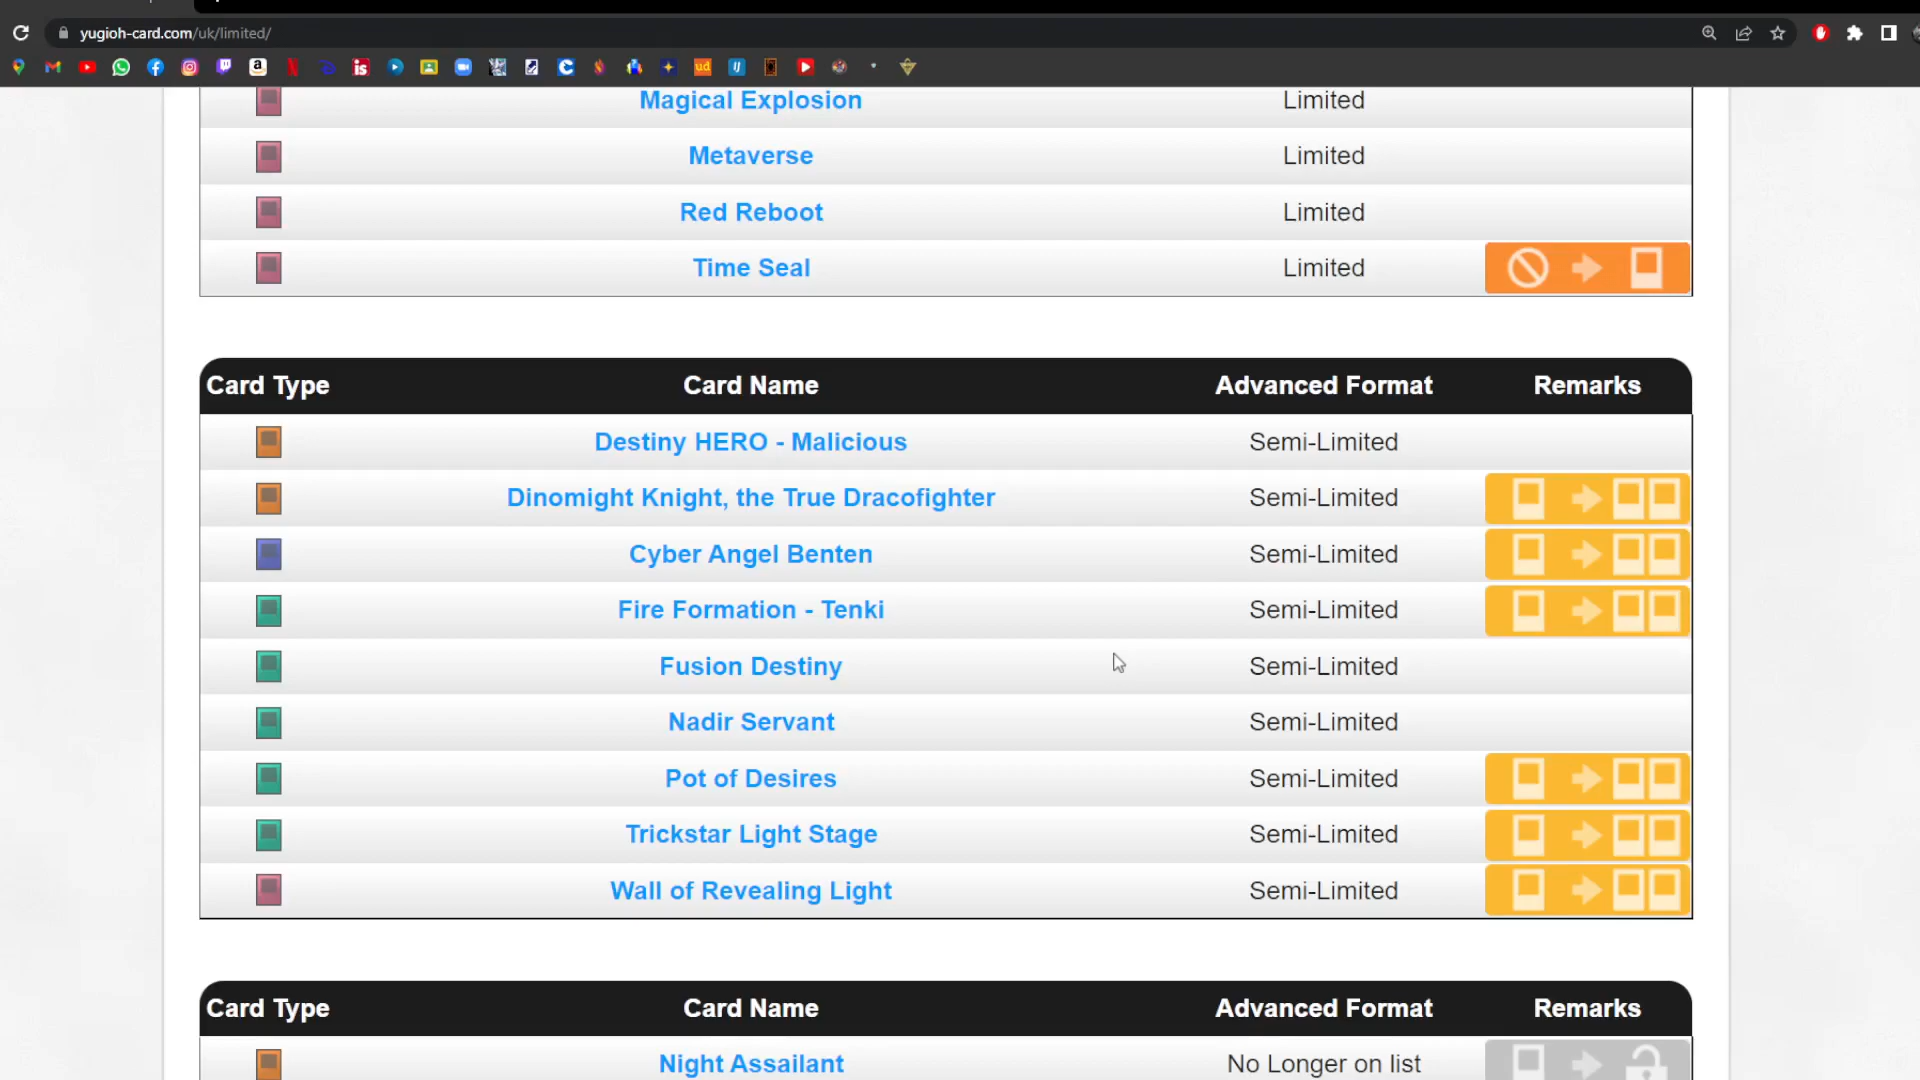 yugioh-card.com/uk/limited/
Magical Explosion Limited
Metaverse Limited
Red Reboot Limited
Time Seal Limited
Card Type Card Name Advanced Format Remarks
Destiny HERO - Malicious Semi-Limited
Dinomight Knight, the True Dracofighter Semi-Limited
Cyber Angel Benten Semi-Limited
Fire Formation - Tenki Semi-Limited
Fusion Destiny Semi-Limited
Nadir Servant Semi-Limited
Pot of Desires Semi-Limited
Trickstar Light Stage Semi-Limited
Wall of Revealing Light Semi-Limited
Card Type Card Name Advanced Format Remarks
Night Assailant No Longer on list